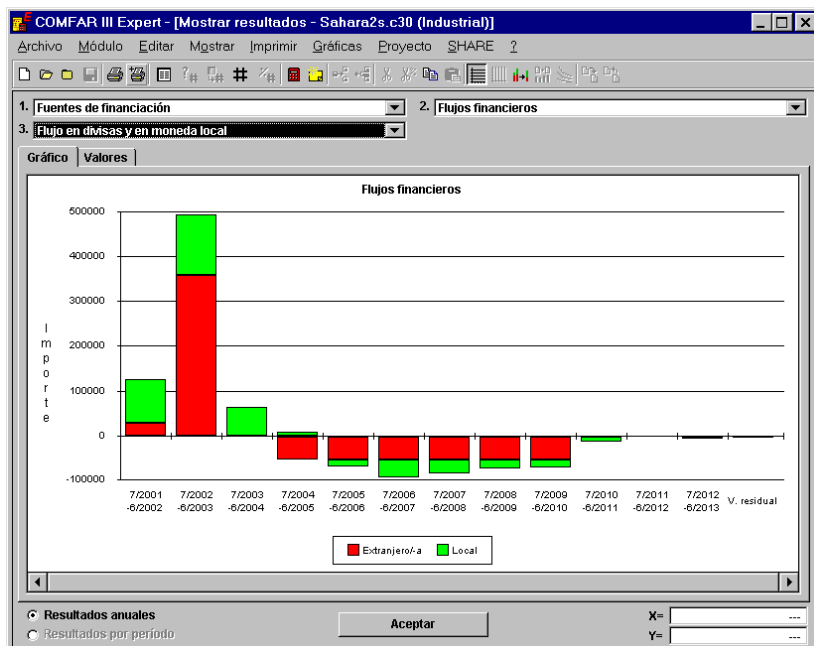 COMFAR III Expert - [Mostrar resultados - Sahara2s.c30 (Industrial)]
Archivo Módulo Editar Mostrar Imprimir Gráficas Proyecto SHARE ?
1. Fuentes de financiación
2. Flujos financieros
3. Flujo en divisas y en moneda local
Gráfico Valores
Flujos financieros
500000
400000
300000
200000
100000
0
-100000
Importe
7/2001 7/2002 7/2003 7/2004 7/2005 7/2006 7/2007 7/2008 7/2009 7/2010 7/2011 7/2012 V. residual
-6/2002 -6/2003 -6/2004 -6/2005 -6/2006 -6/2007 -6/2008 -6/2009 -6/2010 -6/2011 -6/2012 -6/2013
Extranjero/-a Local
Resultados anuales
Resultados por período
Aceptar
X= ---
Y= ---